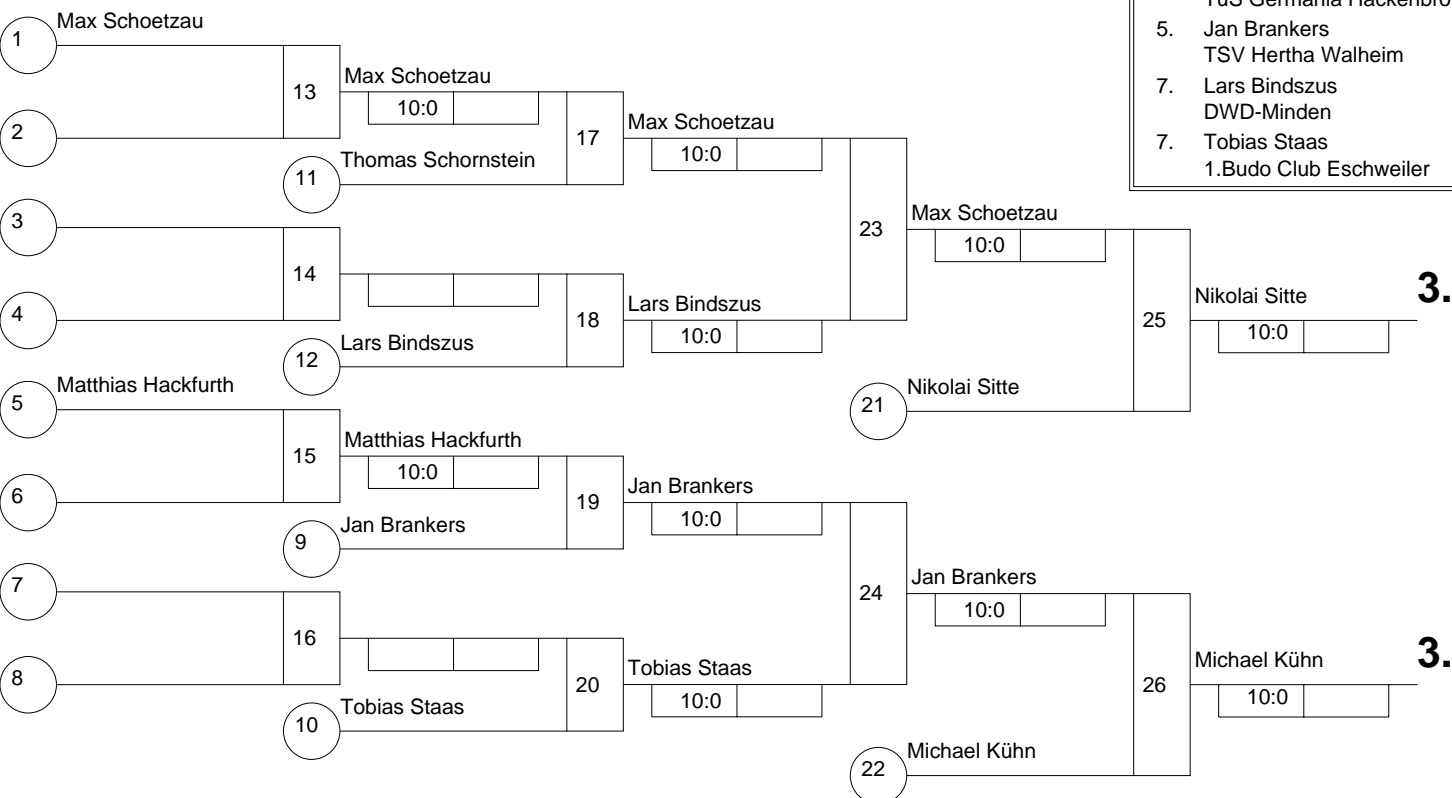 TuS Germania Hackenbro
5. Jan Brankers
TSV Hertha Walheim
7. Lars Bindszus
DWD-Minden
7. Tobias Staas
1.Budo Club Eschweiler
1 Max Schoetzau
13
Max Schoetzau
10:0
2
17
Max Schoetzau
10:0
11 Thomas Schornstein
3
23
Max Schoetzau
10:0
14
4
18
Lars Bindszus
10:0
12 Lars Bindszus
25
Nikolai Sitte
10:0
3.
21 Nikolai Sitte
5 Matthias Hackfurth
15
Matthias Hackfurth
10:0
6
19
Jan Brankers
10:0
9 Jan Brankers
7
24
Jan Brankers
10:0
16
8
20
Tobias Staas
10:0
10 Tobias Staas
26
Michael Kühn
10:0
3.
22 Michael Kühn